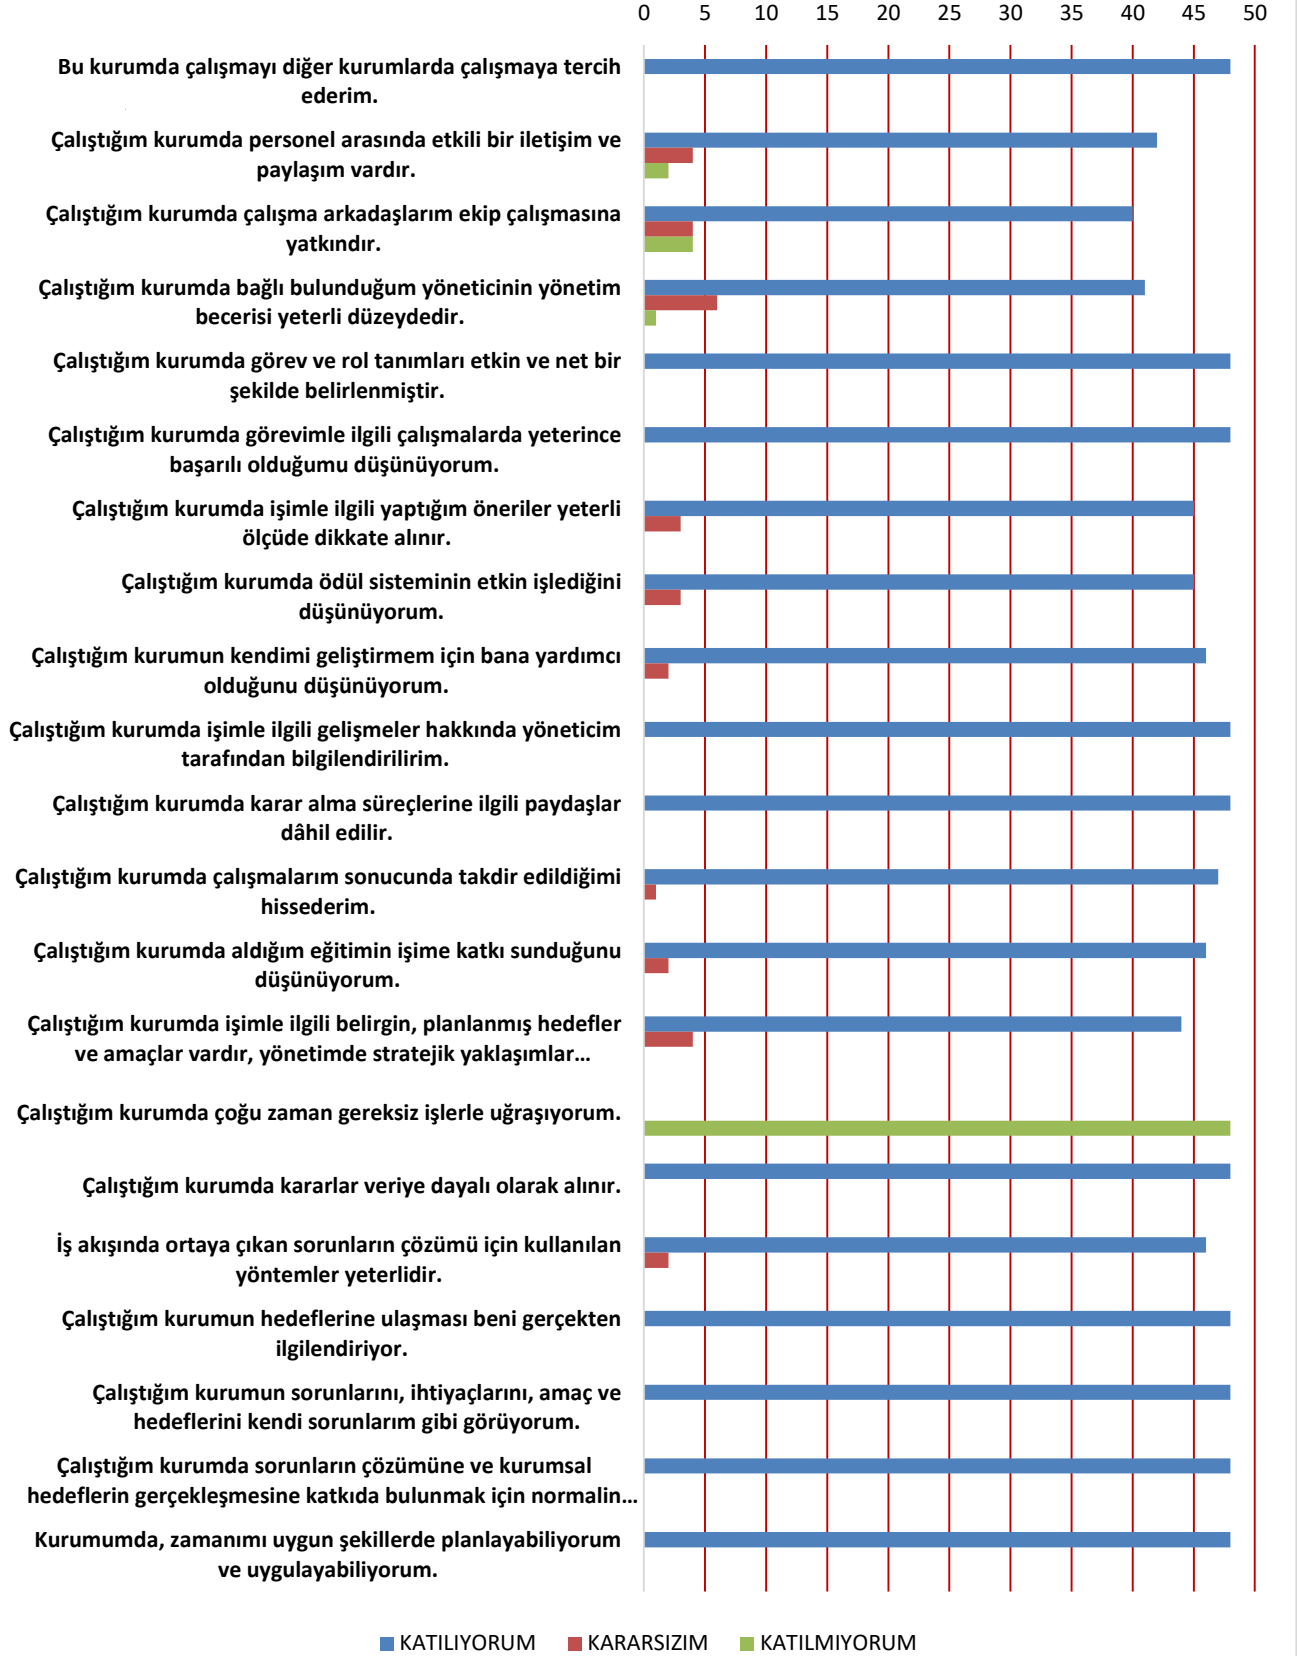 0 5 10 15 20 25 30 35 40 45 50
Bu kurumda çalışmayı diğer kurumlarda çalışmaya tercih
ederim.
Çalıştığım kurumda personel arasında etkili bir iletişim ve
paylaşım vardır.
Çalıştığım kurumda çalışma arkadaşlarım ekip çalışmasına
yatkındır.
Çalıştığım kurumda bağlı bulunduğum yöneticinin yönetim
becerisi yeterli düzeydedir.
Çalıştığım kurumda görev ve rol tanımları etkin ve net bir
şekilde belirlenmiştir.
Çalıştığım kurumda görevimle ilgili çalışmalarda yeterince
başarılı olduğumu düşünüyorum.
Çalıştığım kurumda işimle ilgili yaptığım öneriler yeterli
ölçüde dikkate alınır.
Çalıştığım kurumda ödül sisteminin etkin işlediğini
düşünüyorum.
Çalıştığım kurumun kendimi geliştirmem için bana yardımcı
olduğunu düşünüyorum.
Çalıştığım kurumda işimle ilgili gelişmeler hakkında yöneticim
tarafından bilgilendirilirim.
Çalıştığım kurumda karar alma süreçlerine ilgili paydaşlar
dâhil edilir.
Çalıştığım kurumda çalışmalarım sonucunda takdir edildiğimi
hissederim.
Çalıştığım kurumda aldığım eğitimin işime katkı sunduğunu
düşünüyorum.
Çalıştığım kurumda işimle ilgili belirgin, planlanmış hedefler
ve amaçlar vardır, yönetimde stratejik yaklaşımlar…
Çalıştığım kurumda çoğu zaman gereksiz işlerle uğraşıyorum.
Çalıştığım kurumda kararlar veriye dayalı olarak alınır.
İş akışında ortaya çıkan sorunların çözümü için kullanılan
yöntemler yeterlidir.
Çalıştığım kurumun hedeflerine ulaşması beni gerçekten
ilgilendiriyor.
Çalıştığım kurumun sorunlarını, ihtiyaçlarını, amaç ve
hedeflerini kendi sorunlarım gibi görüyorum.
Çalıştığım kurumda sorunların çözümüne ve kurumsal
hedeflerin gerçekleşmesine katkıda bulunmak için normalin…
Kurumumda, zamanımı uygun şekillerde planlayabiliyorum
ve uygulayabiliyorum.
KATILIYORUM KARARSIZIM KATILMIYORUM